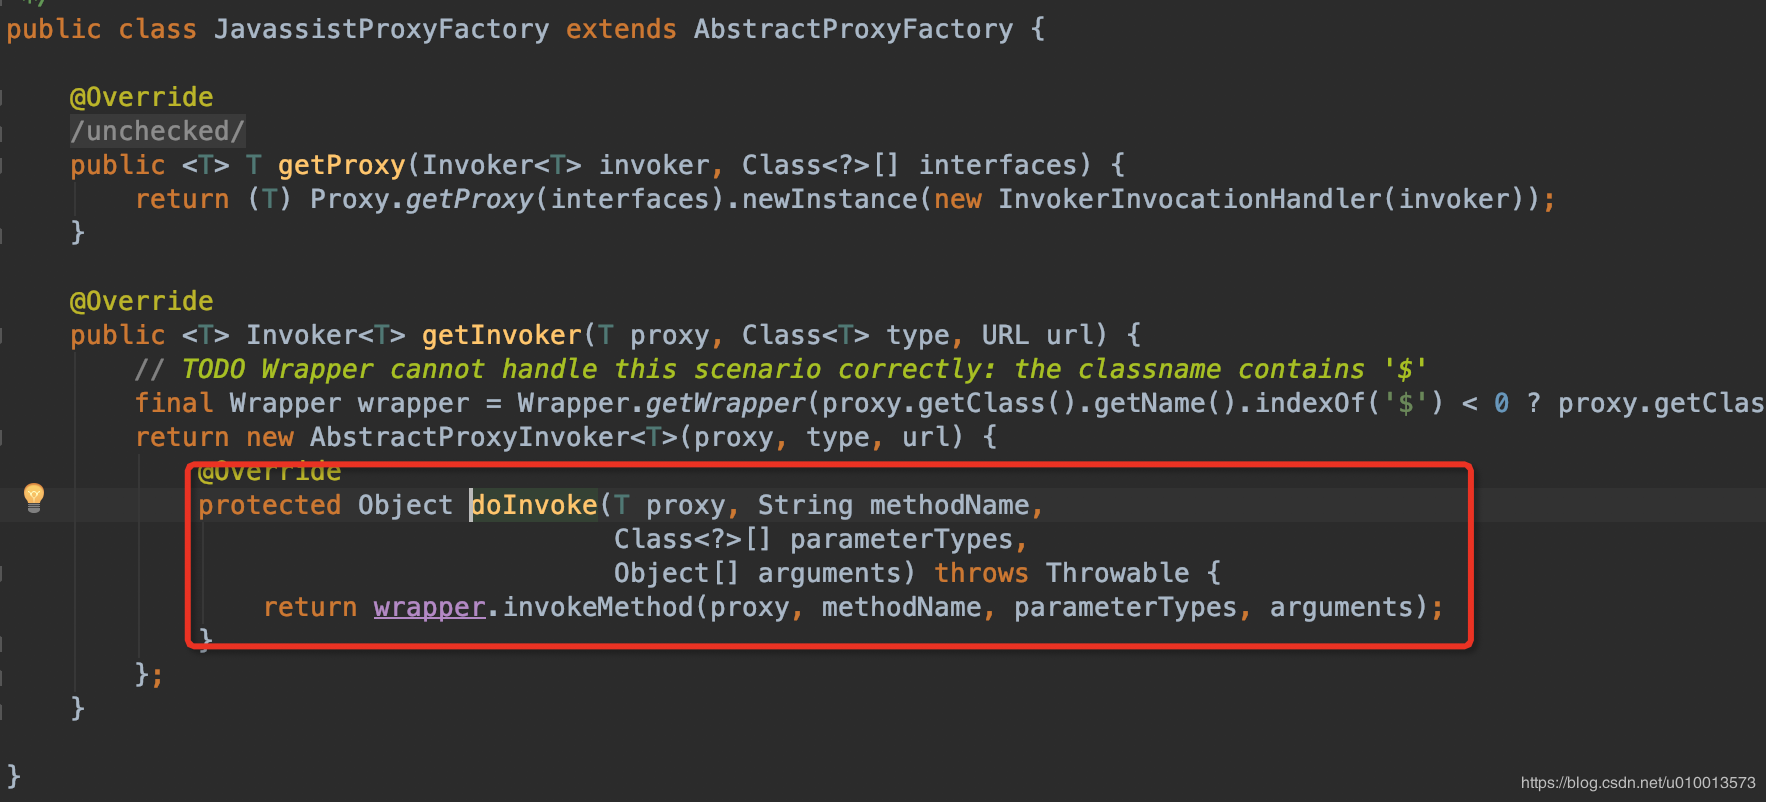 */
public class JavassistProxyFactory extends AbstractProxyFactory {
@Override
/unchecked/
public <T> T getProxy(Invoker<T> invoker, Class<?>[] interfaces) {
return (T) Proxy.getProxy(interfaces).newInstance(new InvokerInvocationHandler(invoker));
}
@Override
public <T> Invoker<T> getInvoker(T proxy, Class<T> type, URL url) {
// TODO Wrapper cannot handle this scenario correctly: the classname contains '$'
final Wrapper wrapper = Wrapper.getWrapper(proxy.getClass().getName().indexOf('$') < 0 ? proxy.getClas
return new AbstractProxyInvoker<T>(proxy, type, url) {
@Override
protected Object doInvoke(T proxy, String methodName,
Class<?>[] parameterTypes,
Object[] arguments) throws Throwable {
return wrapper.invokeMethod(proxy, methodName, parameterTypes, arguments);
}
};
}
}
https://blog.csdn.net/u010013573